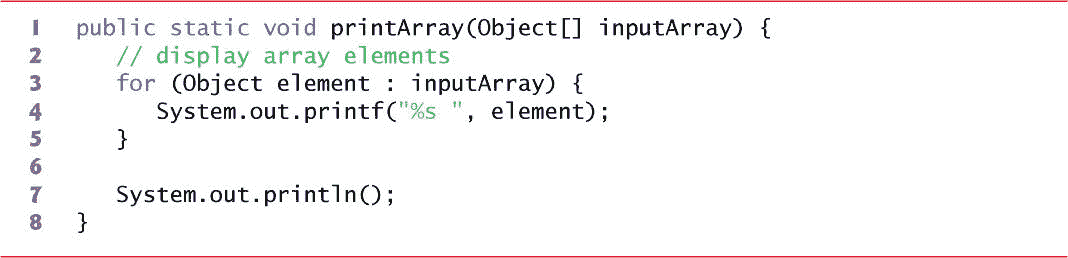 1 public static void printArray(Object[] inputArray) {
2 // display array elements
3 for (Object element : inputArray) {
4 System.out.printf("%s ", element);
5 }
6
7 System.out.println();
8 }